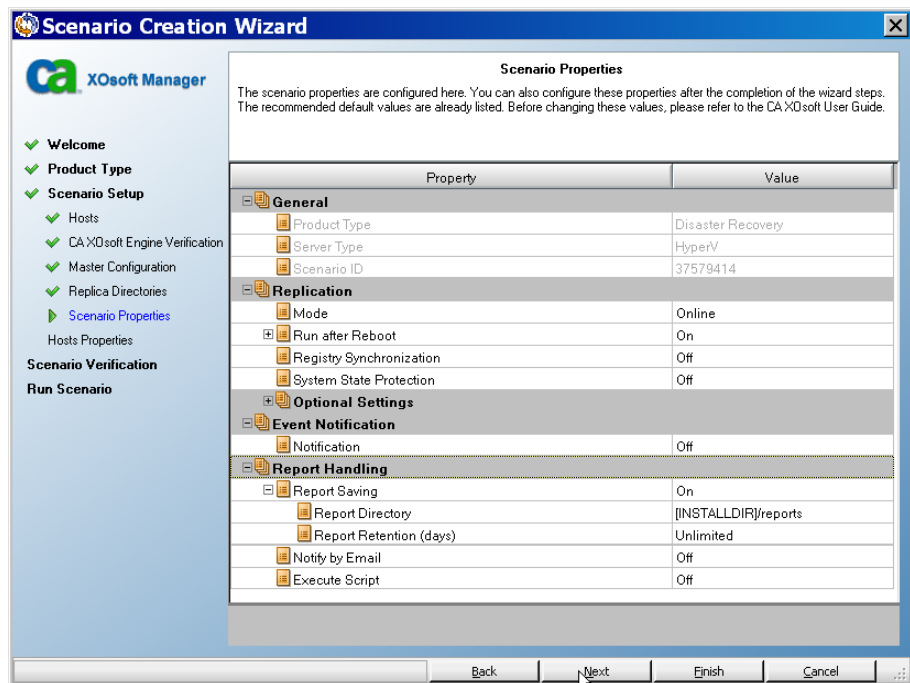 Scenario Creation Wizard
ca XOsoft Manager
Welcome
Product Type
Scenario Setup
Hosts
CA XOsoft Engine Verification
Master Configuration
Replica Directories
Scenario Properties
Hosts Properties
Scenario Verification
Run Scenario
Scenario Properties
The scenario properties are configured here. You can also configure these properties after the completion of the wizard steps.
The recommended default values are already listed. Before changing these values, please refer to the CA XOsoft User Guide.
Property Value
General
Product Type Disaster Recovery
Server Type HyperV
Scenario ID 37579414
Replication
Mode Online
Run after Reboot On
Registry Synchronization Off
System State Protection Off
Optional Settings
Event Notification
Notification Off
Report Handling
Report Saving On
Report Directory [INSTALLDIR]/reports
Report Retention (days) Unlimited
Notify by Email Off
Execute Script Off
Back Next Finish Cancel